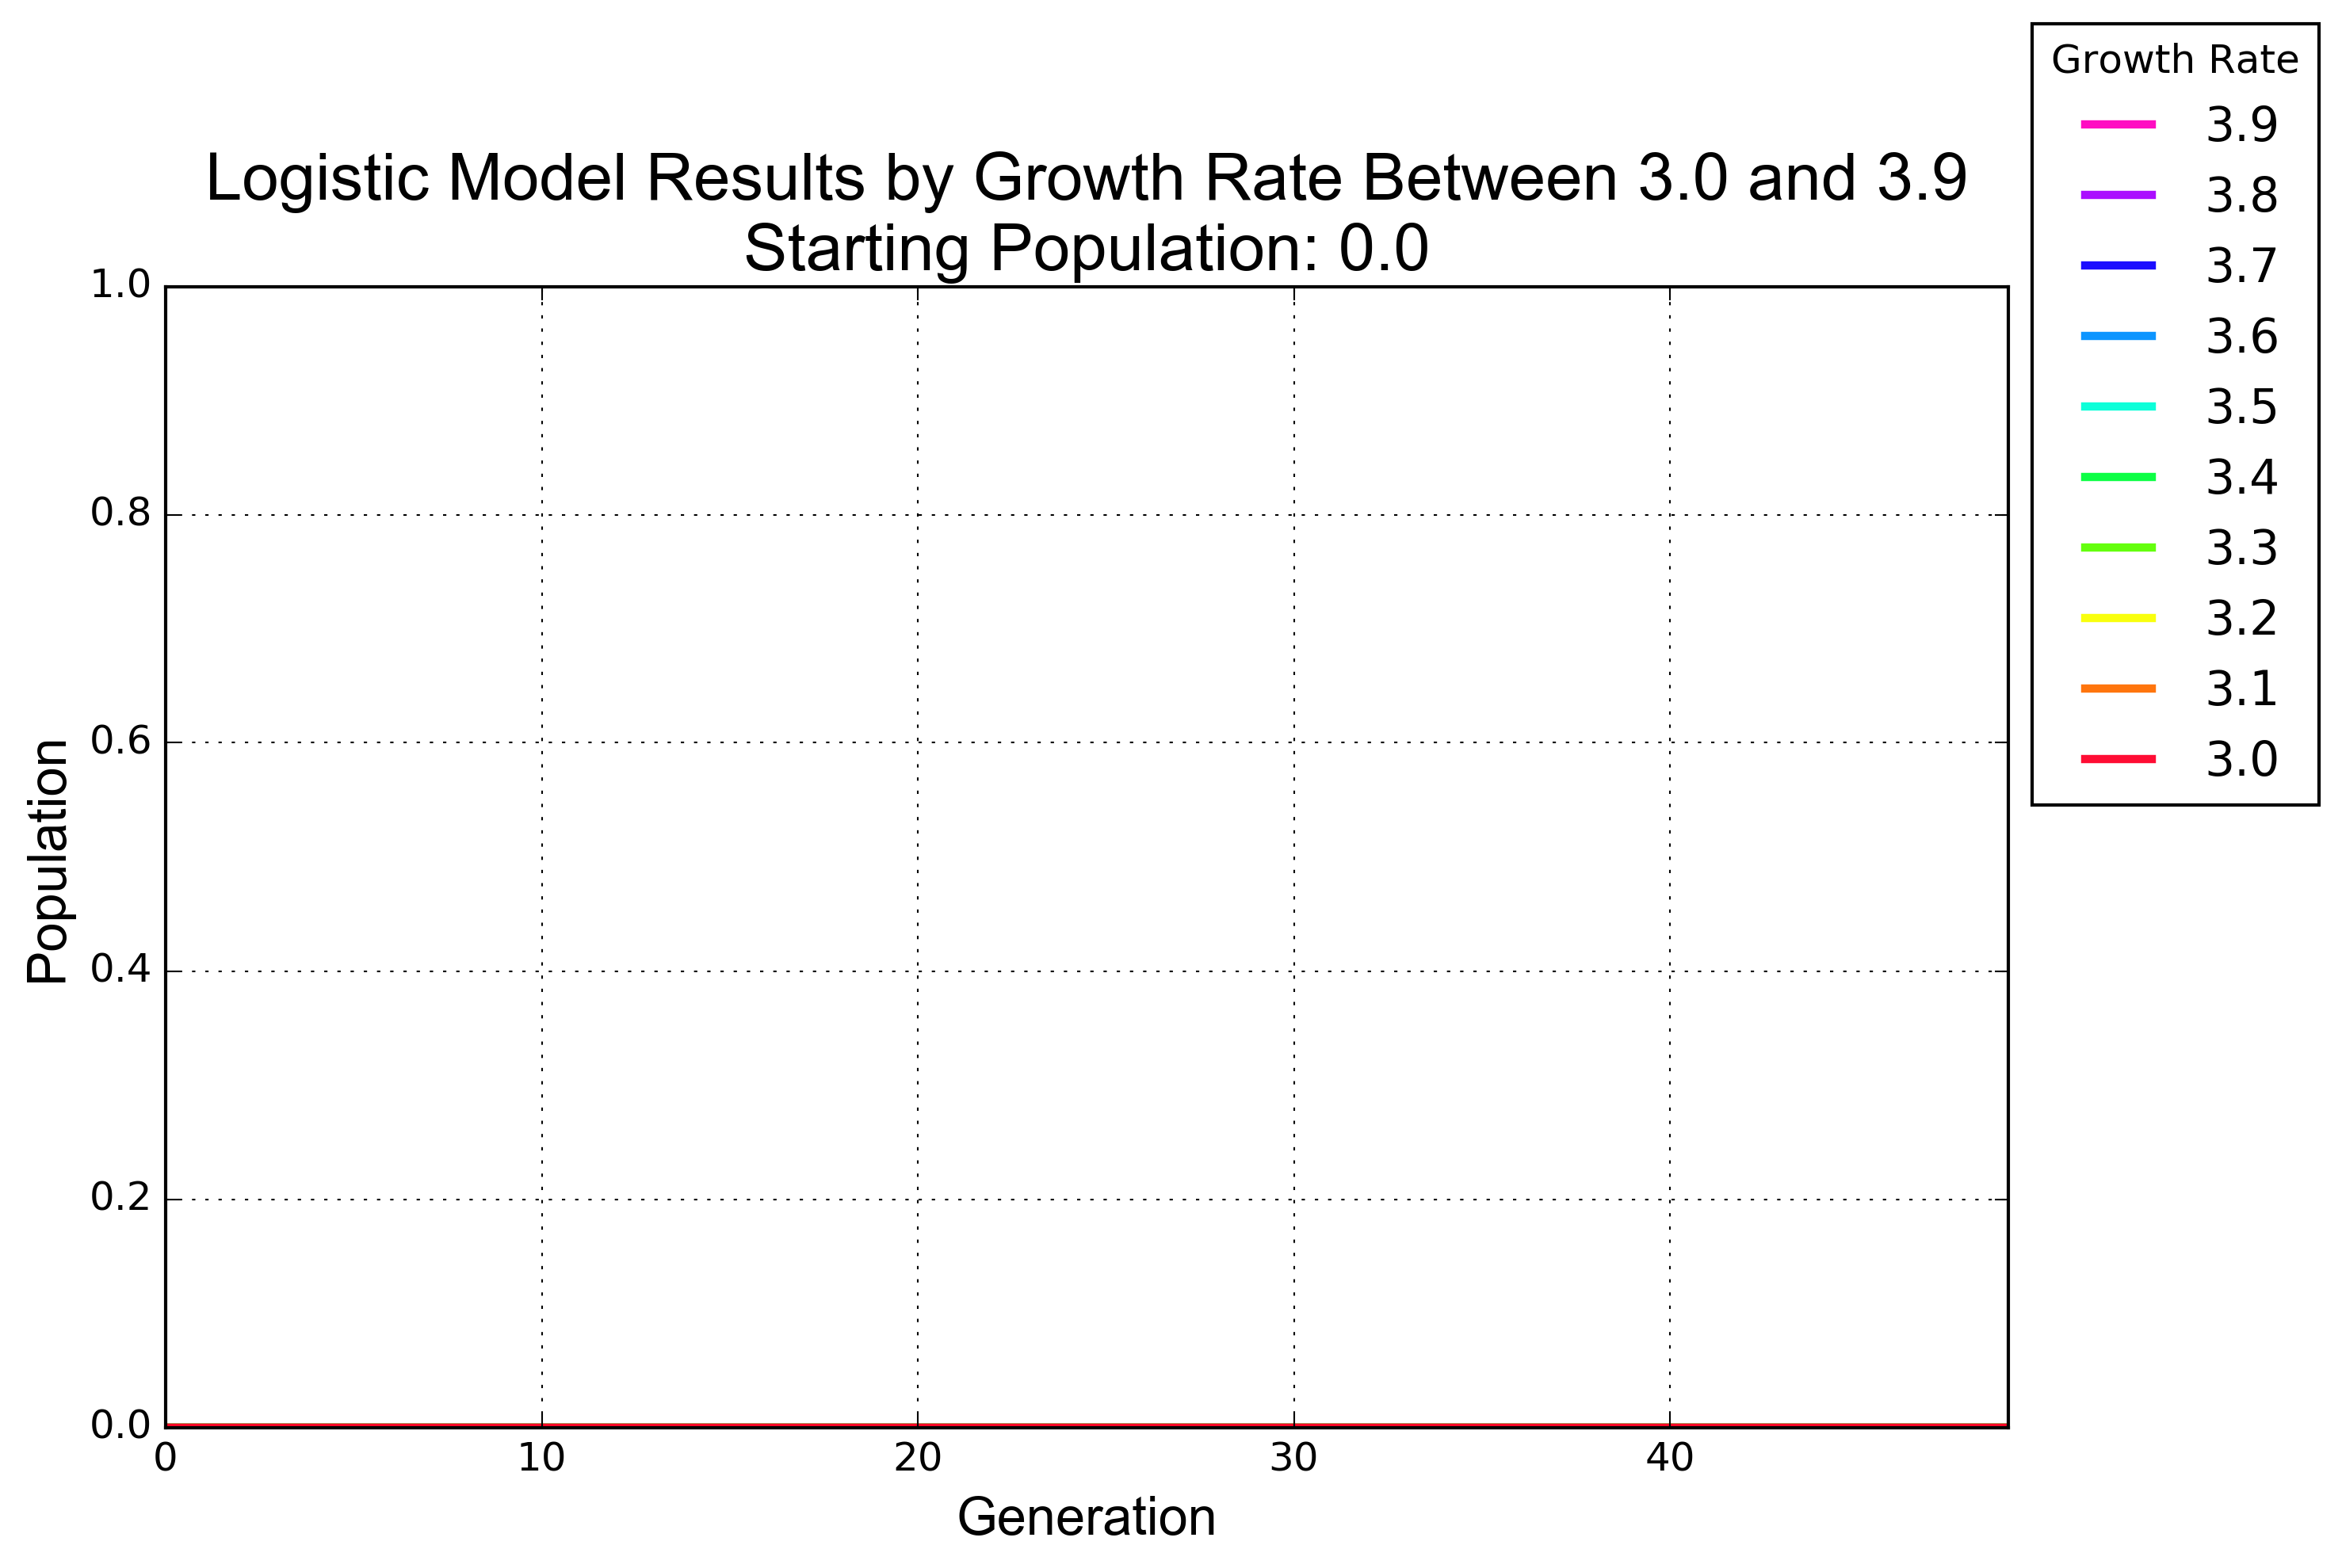 Logistic Model Results by Growth Rate Between 3.0 and 3.9
Starting Population: 0.0
Growth Rate
3.9
3.8
3.7
3.6
3.5
3.4
3.3
3.2
3.1
3.0
Population
1.0
0.8
0.6
0.4
0.2
0.0
0 10 20 30 40
Generation